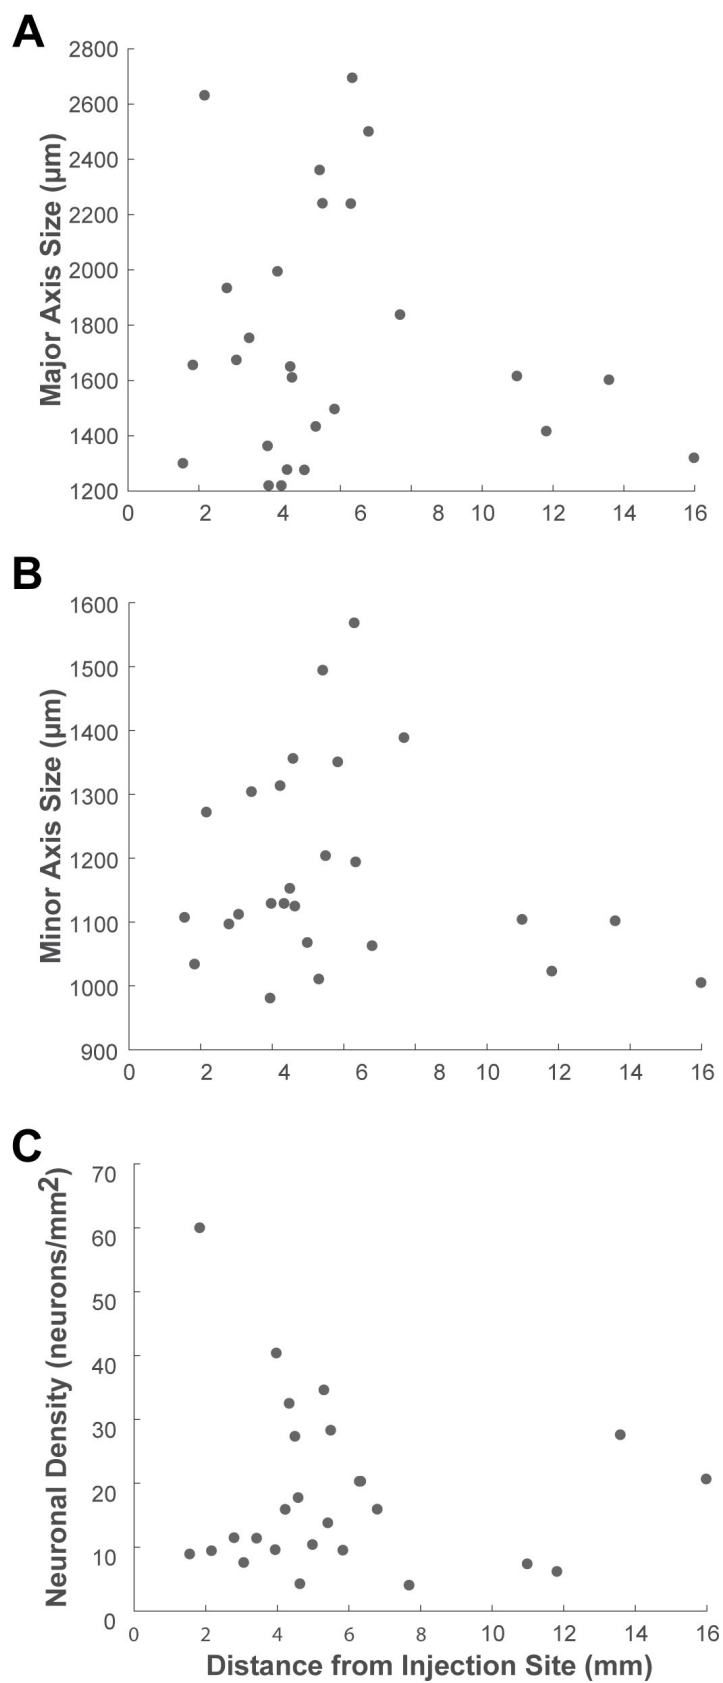 A
2800
2600
2400
2200
2000
1800
1600
1400
1200
Major Axis Size (µm)
0 2 4 6 8 10 12 14 16
B
1600
1500
1400
1300
1200
1100
1000
900
Minor Axis Size (µm)
0 2 4 6 8 10 12 14 16
C
70
60
50
40
30
20
10
0
Neuronal Density (neurons/mm²)
0 2 4 6 8 10 12 14 16
Distance from Injection Site (mm)